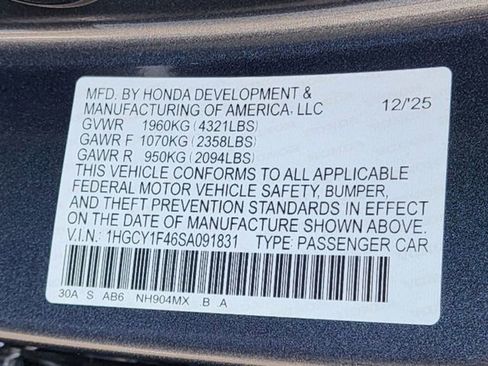 MFD. BY HONDA DEVELOPMENT &
MANUFACTURING OF AMERICA, LLC 12/'25
GVWR 1960KG (4321LBS)
GAWR F 1070KG (2358LBS)
GAWR R 950KG (2094LBS)
THIS VEHICLE CONFORMS TO ALL APPLICABLE
FEDERAL MOTOR VEHICLE SAFETY, BUMPER,
AND THEFT PREVENTION STANDARDS IN EFFECT
ON THE DATE OF MANUFACTURE SHOWN ABOVE.
V.I.N.: 1HGCY1F46SA091831 TYPE: PASSENGER CAR
30A S AB6 NH904MX B A